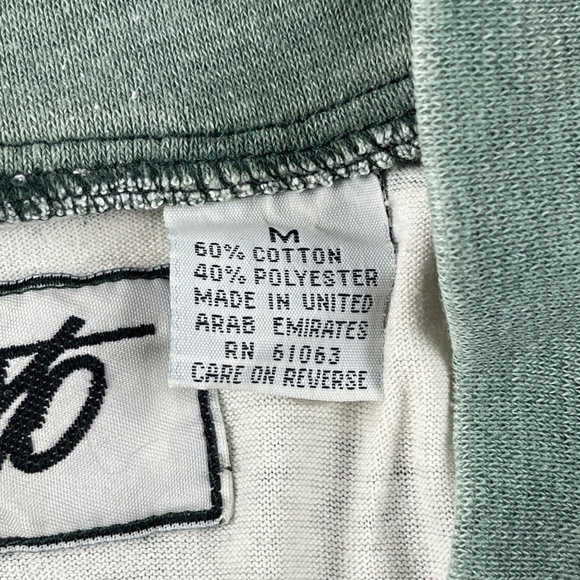 M
60% COTTON
40% POLYESTER
MADE IN UNITED
ARAB EMIRATES
RN 61063
CARE ON REVERSE